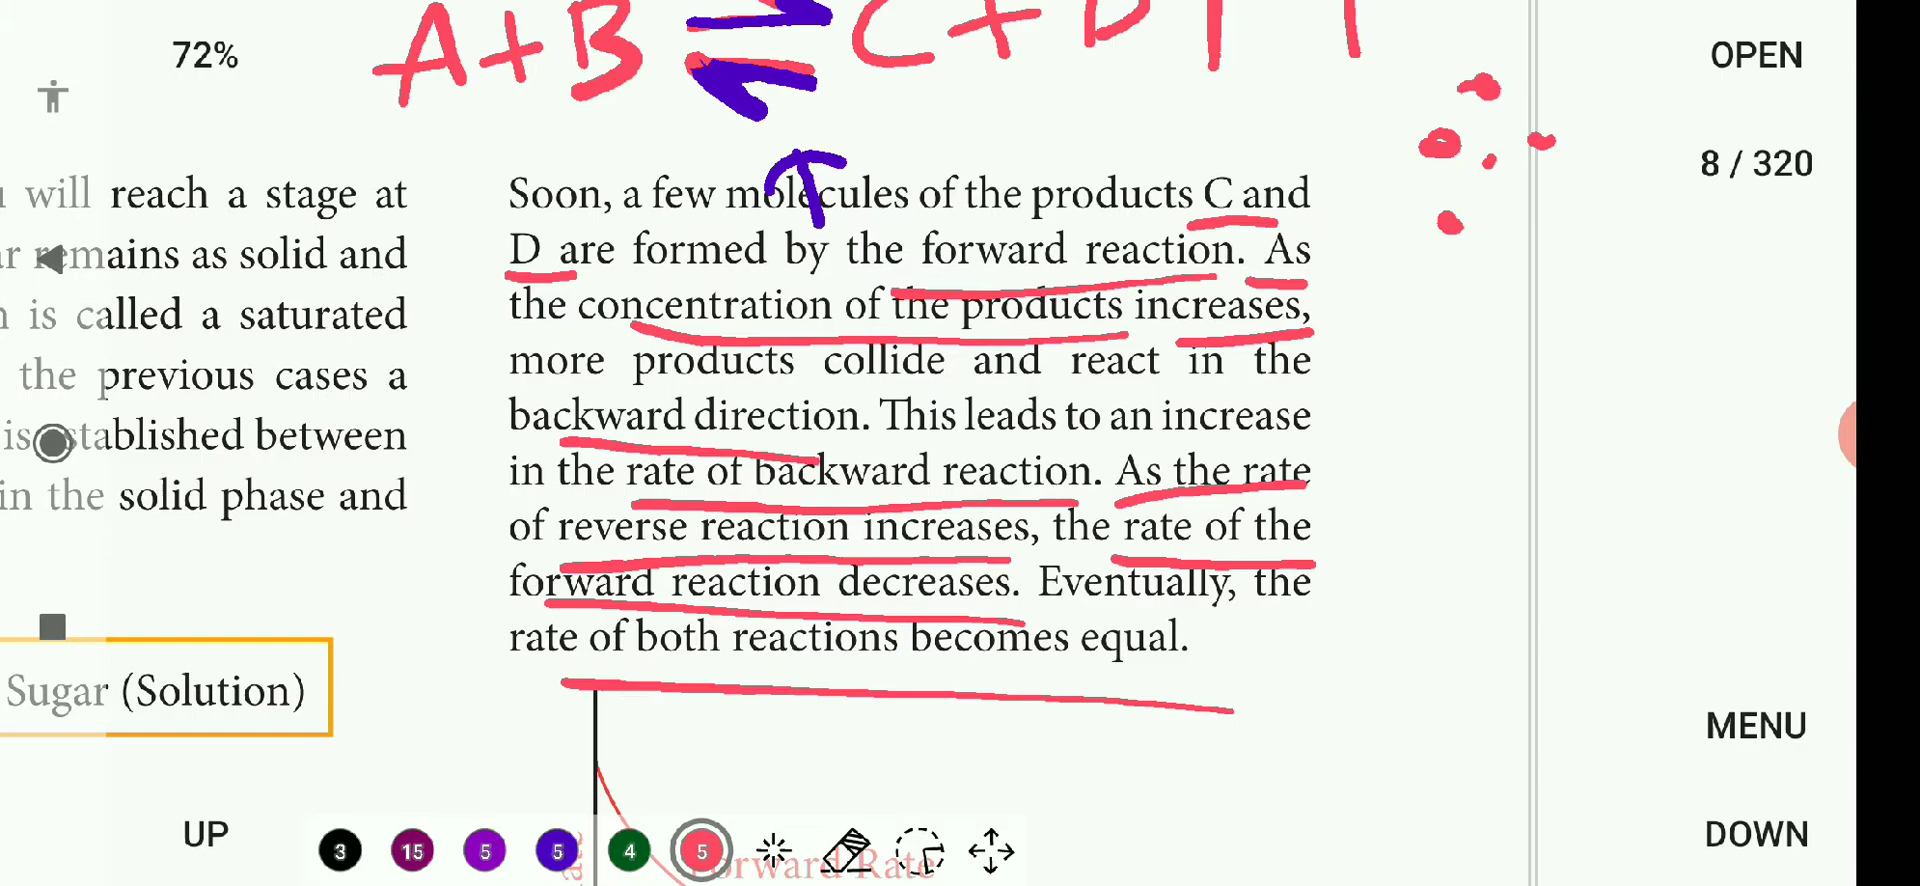 72%
OPEN
8 / 320
A + B ⇌ C + D
will reach a stage at
remains as solid and
is called a saturated
the previous cases a
is established between
in the solid phase and
Sugar (Solution)
Soon, a few molecules of the products C and
D are formed by the forward reaction. As
the concentration of the products increases,
more products collide and react in the
backward direction. This leads to an increase
in the rate of backward reaction. As the rate
of reverse reaction increases, the rate of the
forward reaction decreases. Eventually, the
rate of both reactions becomes equal.
Forward Rate
MENU
UP
DOWN
3 15 5 5 4 5